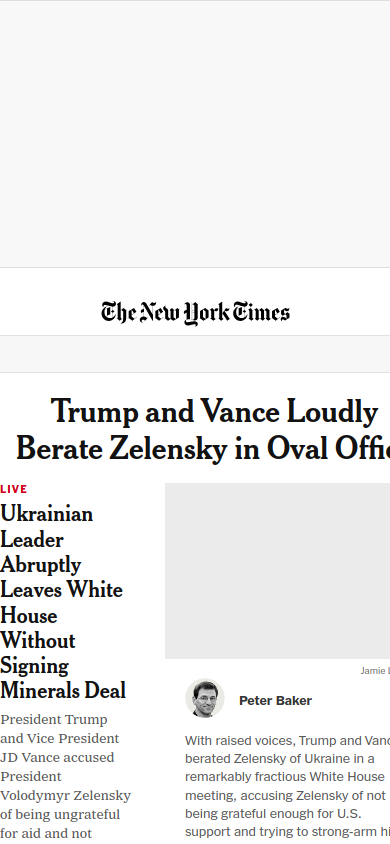 The New York Times
Trump and Vance Loudly
Berate Zelensky in Oval Offic
LIVE
Ukrainian
Leader
Abruptly
Leaves White
House
Without
Signing
Minerals Deal
President Trump
and Vice President
JD Vance accused
President
Volodymyr Zelensky
of being ungrateful
for aid and not
Jamie L
Peter Baker
With raised voices, Trump and Vanc
berated Zelensky of Ukraine in a
remarkably fractious White House
meeting, accusing Zelensky of not
being grateful enough for U.S.
support and trying to strong-arm hi